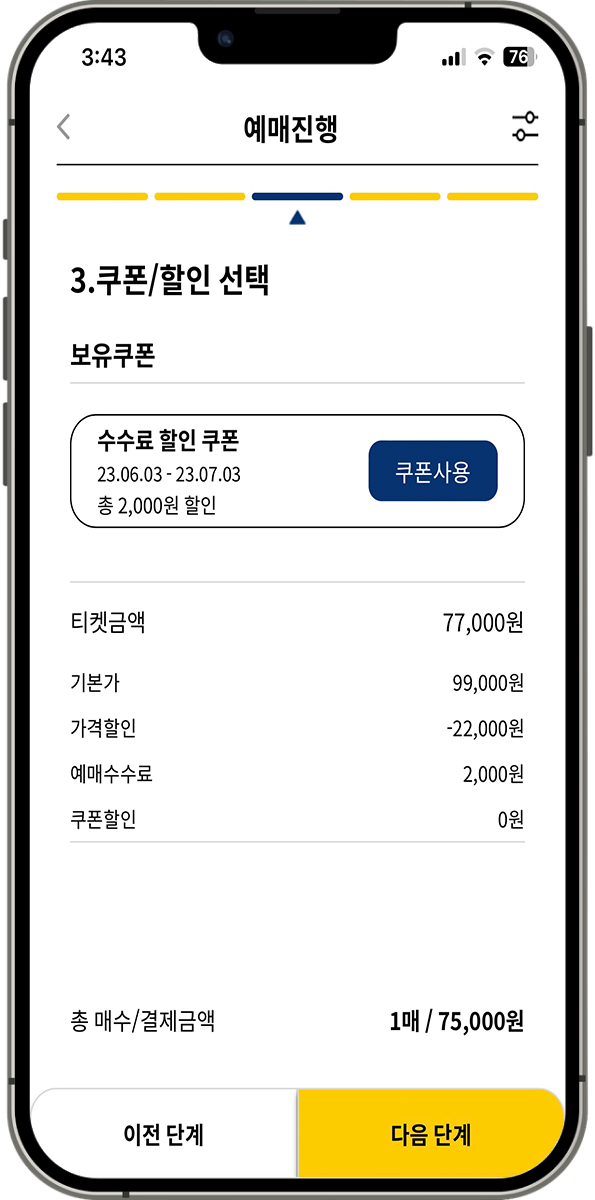 3:43
76
예매진행
3.쿠폰/할인 선택
보유쿠폰
수수료 할인 쿠폰
23.06.03 - 23.07.03
총 2,000원 할인
쿠폰사용
티켓금액 77,000원
기본가 99,000원
가격할인 -22,000원
예매수수료 2,000원
쿠폰할인 0원
총 매수/결제금액 1매 / 75,000원
이전 단계 다음 단계